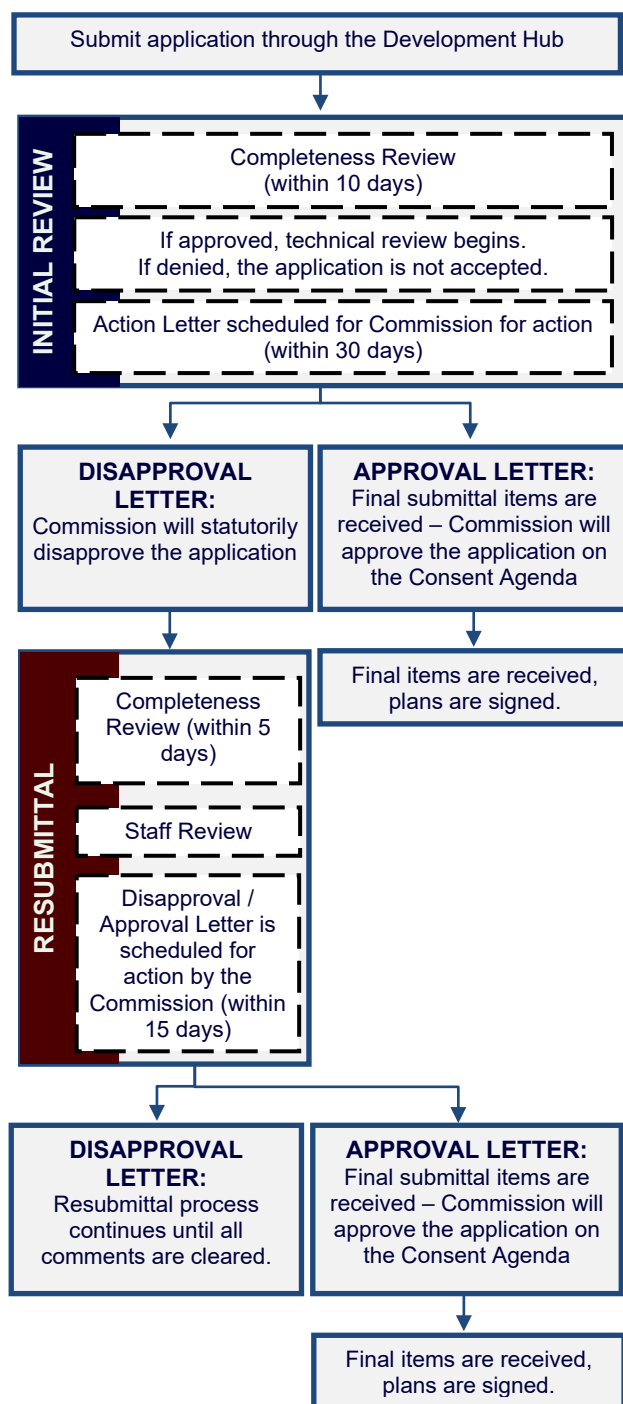 Submit application through the Development Hub
INITIAL REVIEW
Completeness Review
(within 10 days)
If approved, technical review begins.
If denied, the application is not accepted.
Action Letter scheduled for Commission for action
(within 30 days)
DISAPPROVAL
LETTER:
Commission will statutorily
disapprove the application
APPROVAL LETTER:
Final submittal items are
received – Commission will
approve the application on
the Consent Agenda
Final items are received,
plans are signed.
RESUBMITTAL
Completeness
Review (within 5
days)
Staff Review
Disapproval /
Approval Letter is
scheduled for
action by the
Commission (within
15 days)
DISAPPROVAL
LETTER:
Resubmittal process
continues until all
comments are cleared.
APPROVAL LETTER:
Final submittal items are
received – Commission will
approve the application on
the Consent Agenda
Final items are received,
plans are signed.